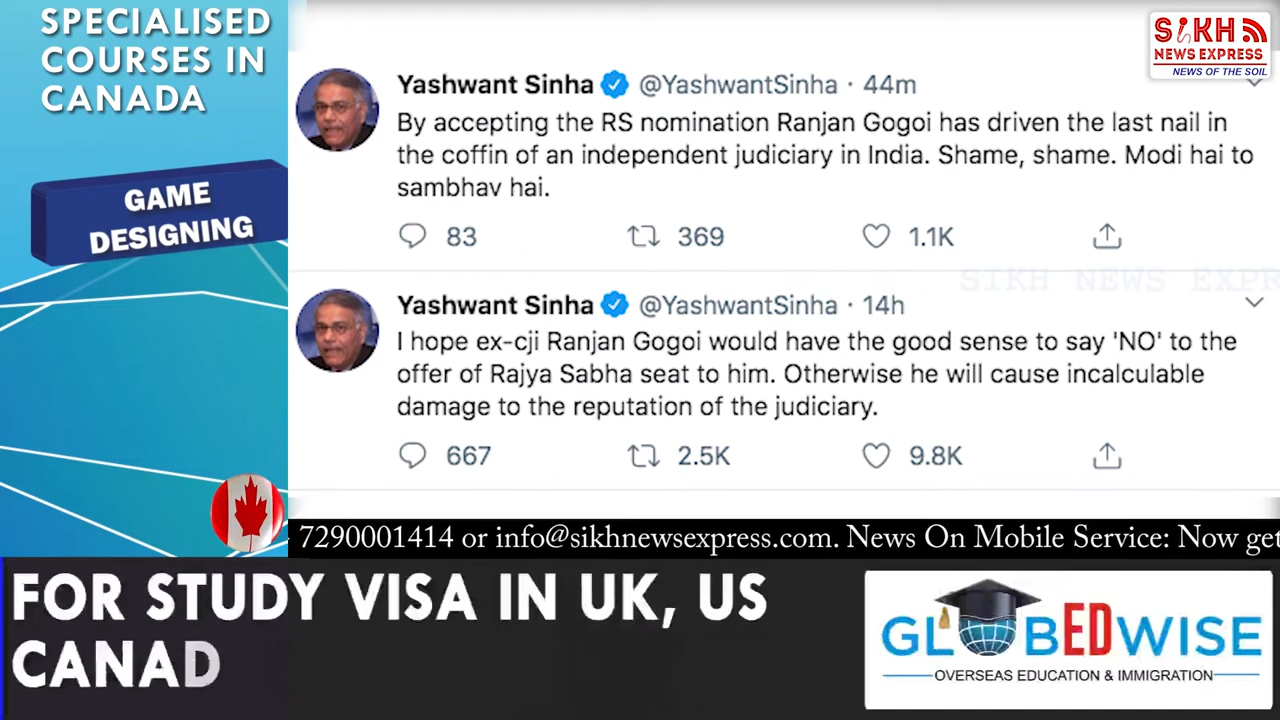 SPECIALISED
COURSES IN
CANADA
GAME
DESIGNING
SiKH
NEWS EXPRESS
NEWS OF THE SOIL
Yashwant Sinha @YashwantSinha · 44m
By accepting the RS nomination Ranjan Gogoi has driven the last nail in
the coffin of an independent judiciary in India. Shame, shame. Modi hai to
sambhav hai.
83 369 1.1K
SIKH NEWS EXPR
Yashwant Sinha @YashwantSinha · 14h
I hope ex-cji Ranjan Gogoi would have the good sense to say 'NO' to the
offer of Rajya Sabha seat to him. Otherwise he will cause incalculable
damage to the reputation of the judiciary.
667 2.5K 9.8K
7290001414 or info@sikhnewsexpress.com. News On Mobile Service: Now get
FOR STUDY VISA IN UK, US
CANAD
GLOBEDWISE
OVERSEAS EDUCATION & IMMIGRATION